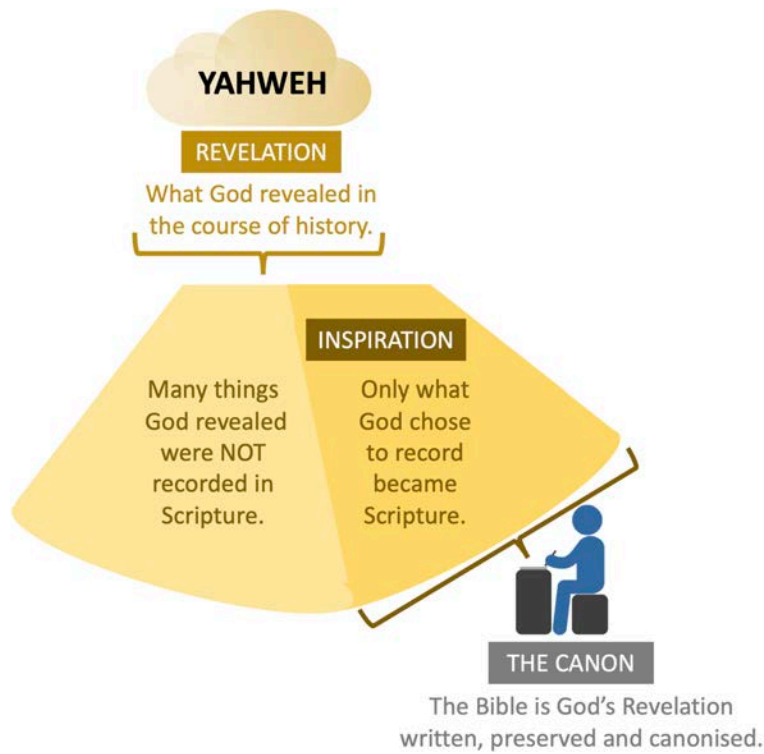 YAHWEH
REVELATION
What God revealed in
the course of history.
INSPIRATION
Many things
God revealed
were NOT
recorded in
Scripture.
Only what
God chose
to record
became
Scripture.
THE CANON
The Bible is God’s Revelation
written, preserved and canonised.